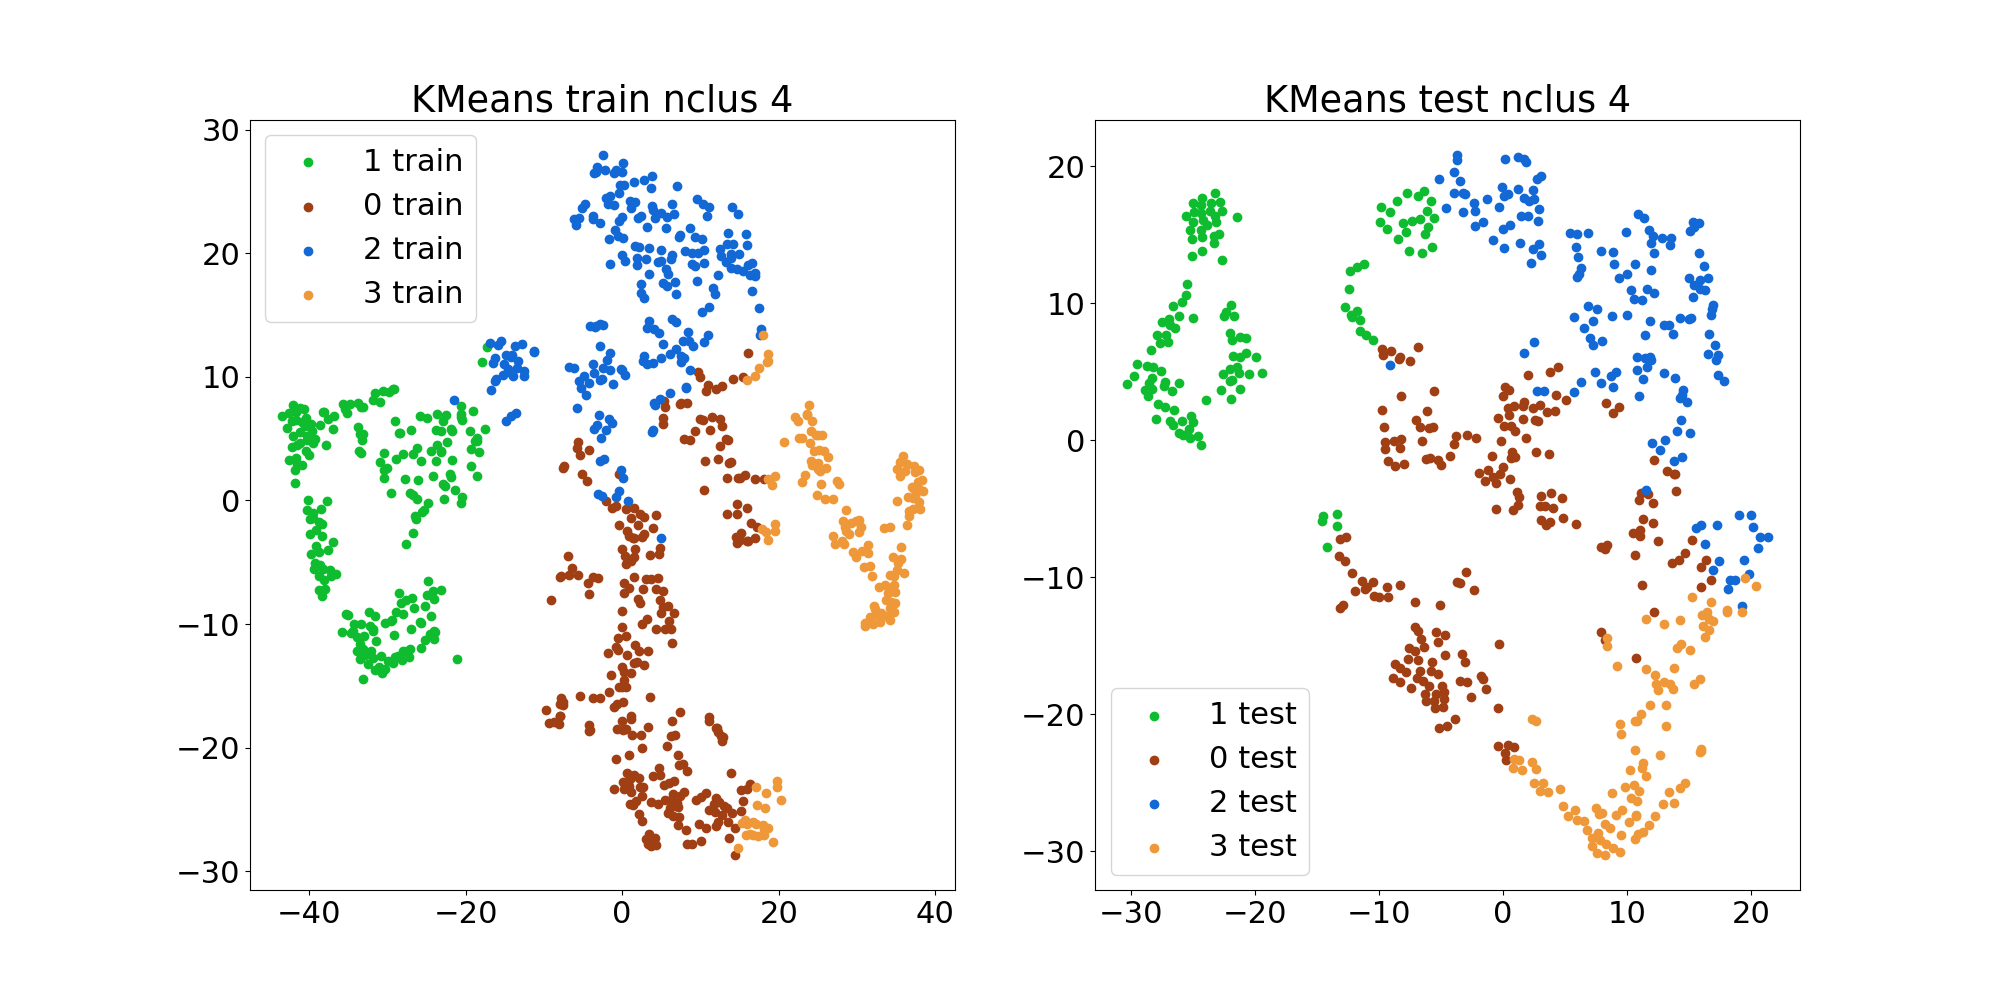 KMeans train nclus 4
30
20
10
0
−10
−20
−30
1 train
0 train
2 train
3 train
−40 −20 0 20 40
KMeans test nclus 4
20
10
0
−10
−20
−30
1 test
0 test
2 test
3 test
−30 −20 −10 0 10 20